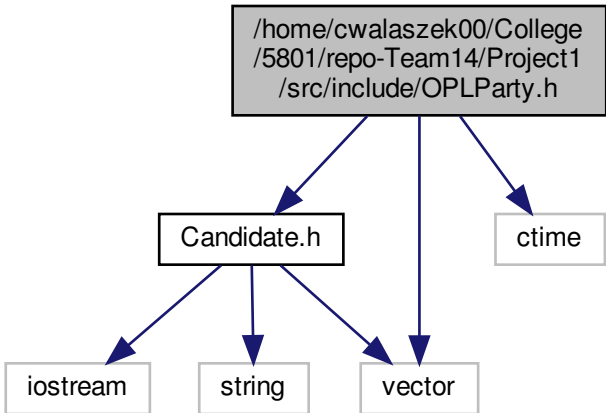 /home/cwalaszek00/College
/5801/repo-Team14/Project1
/src/include/OPLParty.h
Candidate.h
ctime
iostream
string
vector